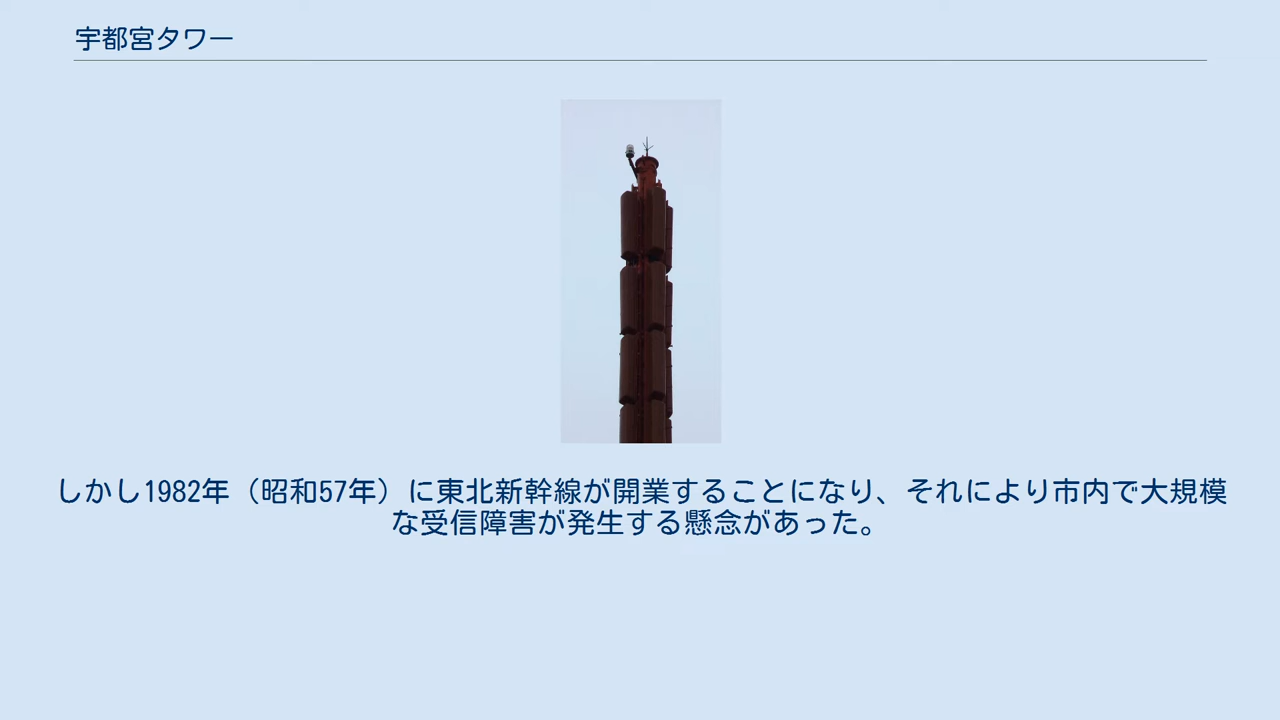 宇都宮タワー
しかし1982年（昭和57年）に東北新幹線が開業することになり、それにより市内で大規模
な受信障害が発生する懸念があった。